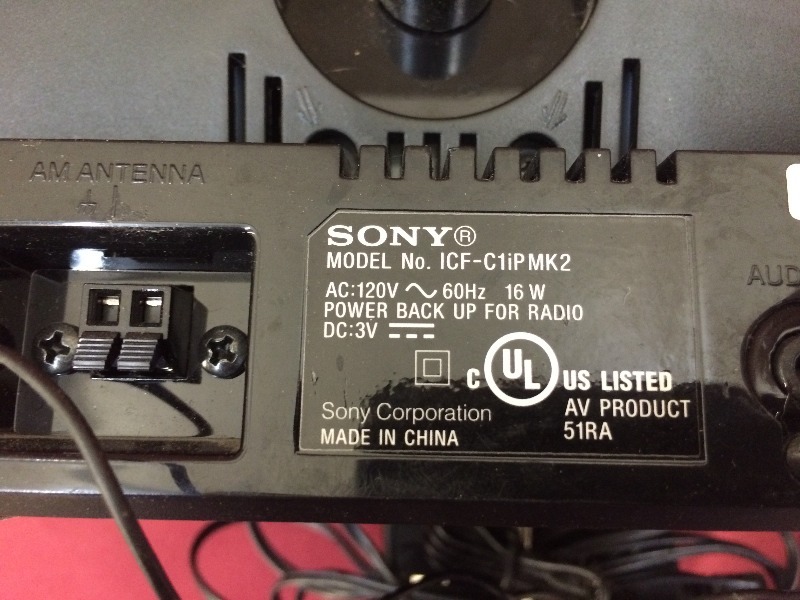 AM ANTENNA
SONY®
MODEL No. ICF-C1iPMK2
AC:120V ~ 60Hz 16 W
POWER BACK UP FOR RADIO
DC:3V ⎓
C UL® US LISTED
Sony Corporation
AV PRODUCT
MADE IN CHINA
51RA